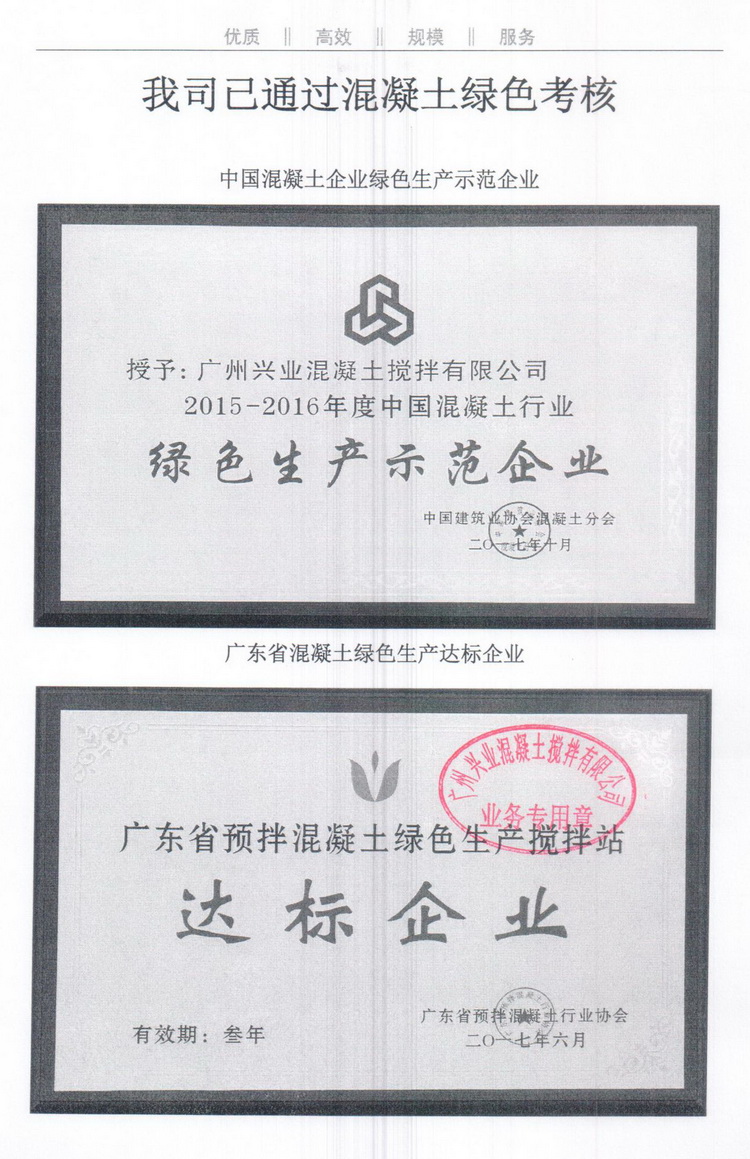 优质 ‖ 高效 ‖ 规模 ‖ 服务
我司已通过混凝土绿色考核
中国混凝土企业绿色生产示范企业
授予：广州兴业混凝土搅拌有限公司
2015-2016年度中国混凝土行业
绿色生产示范企业
中国建筑业协会混凝土分会
二〇一七年十月
广东省混凝土绿色生产达标企业
广州兴业混凝土搅拌有限公司
业务专用章
广东省预拌混凝土绿色生产搅拌站
达标企业
广东省预拌混凝土行业协会
有效期：叁年
二〇一七年六月